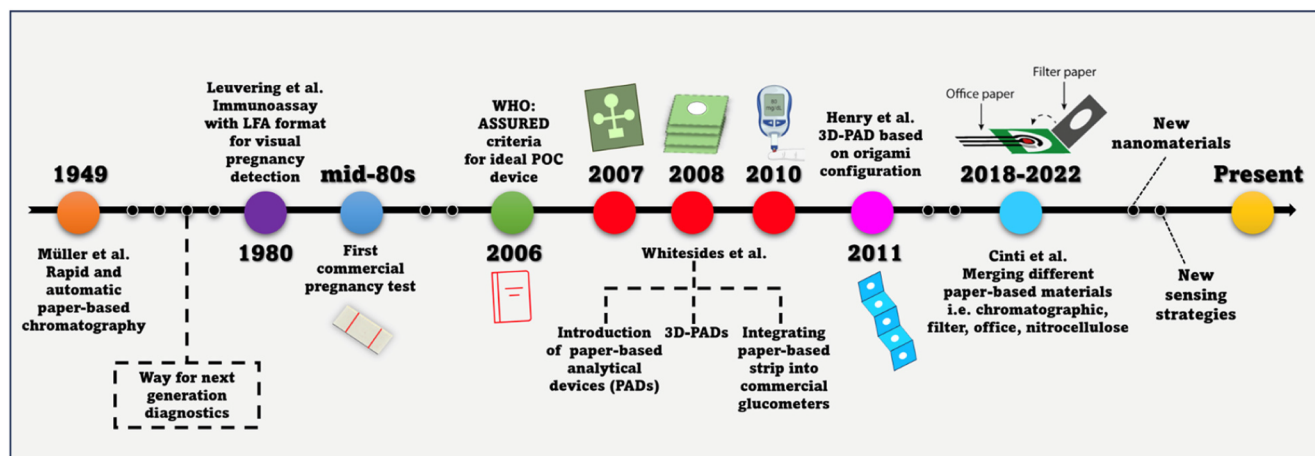 1949
Müller et al.
Rapid and
automatic
paper-based
chromatography
Way for next
generation
diagnostics
Leuvering et al.
Immunoassay
with LFA format
for visual
pregnancy
detection
1980
mid-80s
First
commercial
pregnancy test
WHO:
ASSURED
criteria
for ideal POC
device
2006
2007
2008
2010
80
mg/dL
Whitesides et al.
Introduction
of paper-based
analytical
devices (PADs)
3D-PADs
Integrating
paper-based
strip into
commercial
glucometers
Henry et al.
3D-PAD based
on origami
configuration
2011
Office paper
Filter paper
2018-2022
Cinti et al.
Merging different
paper-based materials
i.e. chromatographic,
filter, office, nitrocellulose
New
nanomaterials
New
sensing
strategies
Present